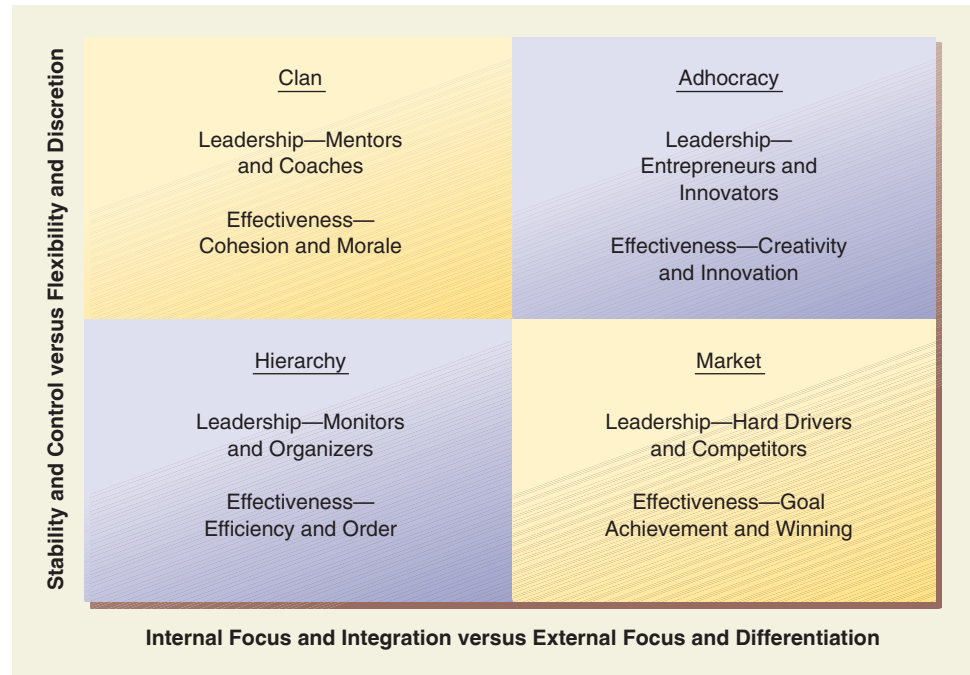 Stability and Control versus Flexibility and Discretion
Clan
Leadership—Mentors
and Coaches
Effectiveness—
Cohesion and Morale
Adhocracy
Leadership—
Entrepreneurs and
Innovators
Effectiveness—Creativity
and Innovation
Hierarchy
Leadership—Monitors
and Organizers
Effectiveness—
Efficiency and Order
Market
Leadership—Hard Drivers
and Competitors
Effectiveness—Goal
Achievement and Winning
Internal Focus and Integration versus External Focus and Differentiation